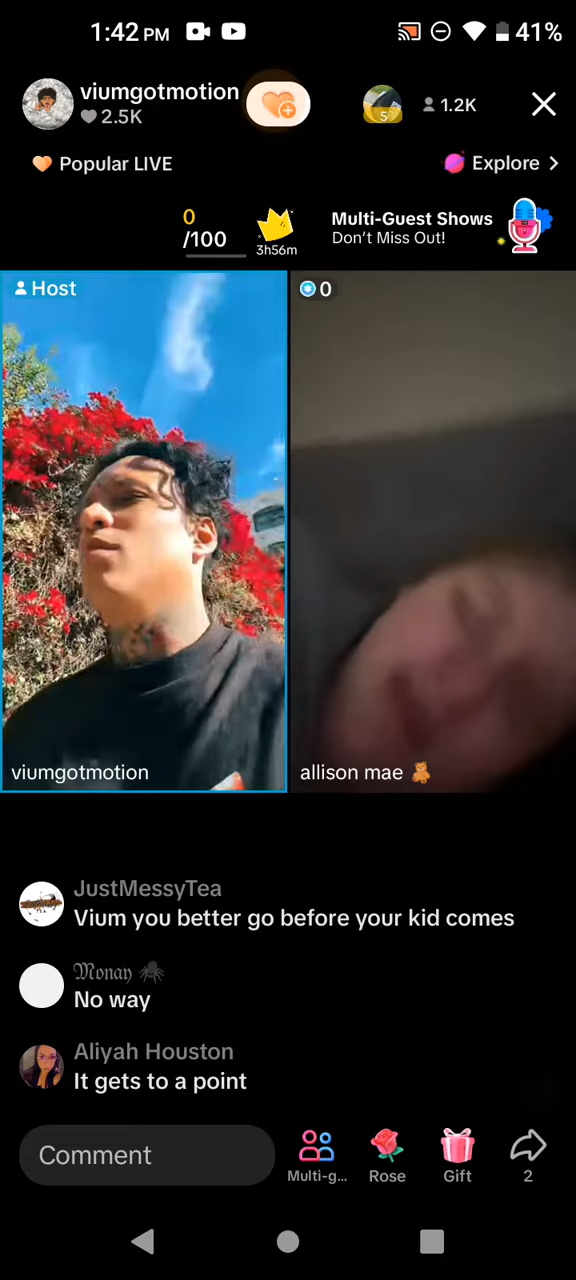 1:42 PM
41%
viumgotmotion
2.5K
5
1.2K
Popular LIVE
Explore >
0
/100
3h56m
Multi-Guest Shows
Don't Miss Out!
Host
0
viumgotmotion
allison mae
JustMessyTea
Vium you better go before your kid comes
𝔐𝔬𝔫𝔞𝔶
No way
Aliyah Houston
It gets to a point
Comment
Multi-g...
Rose
Gift
2